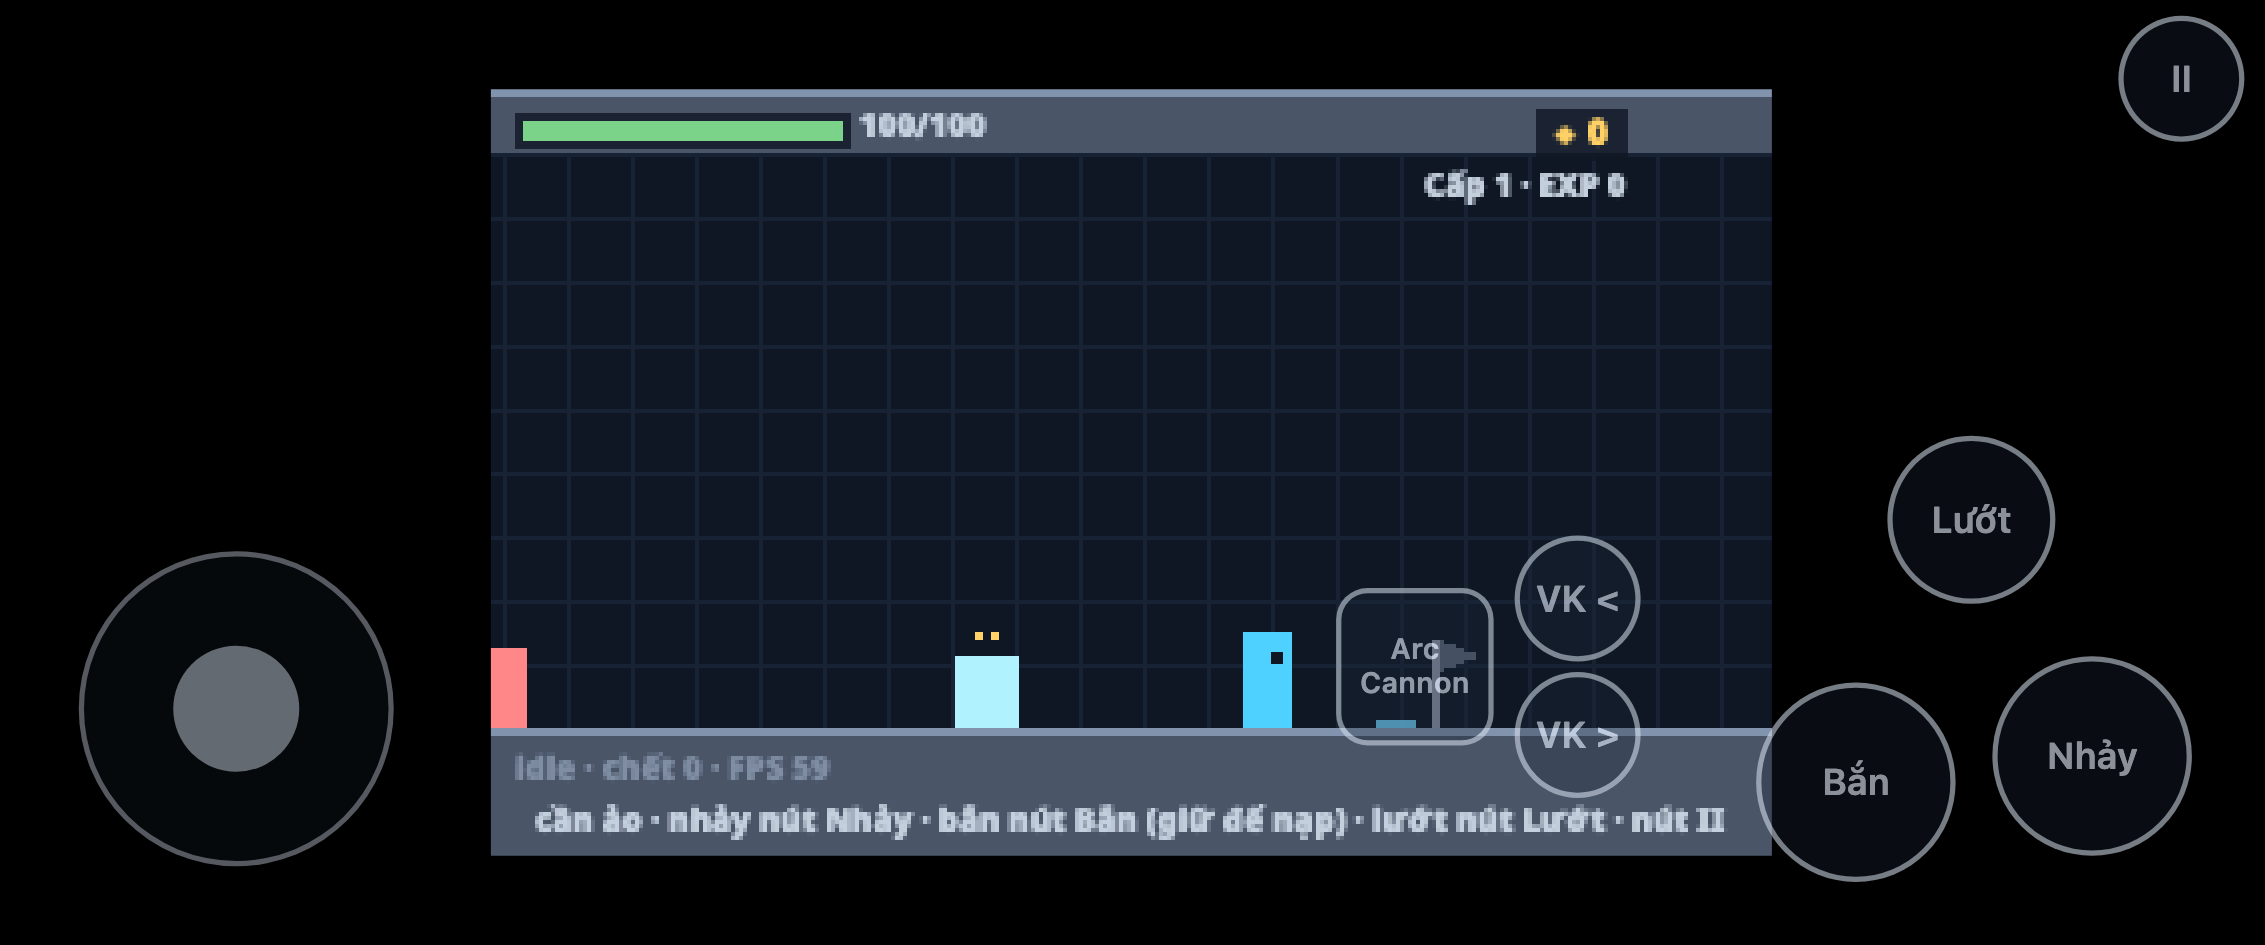 II
100/100
0
Cấp 1 · EXP 0
Lướt
VK <
Arc
Cannon
VK >
Nhảy
Bắn
Idle · chết 0 · FPS 59
cần ảo · nhảy nút Nhảy · bắn nút Bắn (giữ để nạp) · lướt nút Lướt · nút II